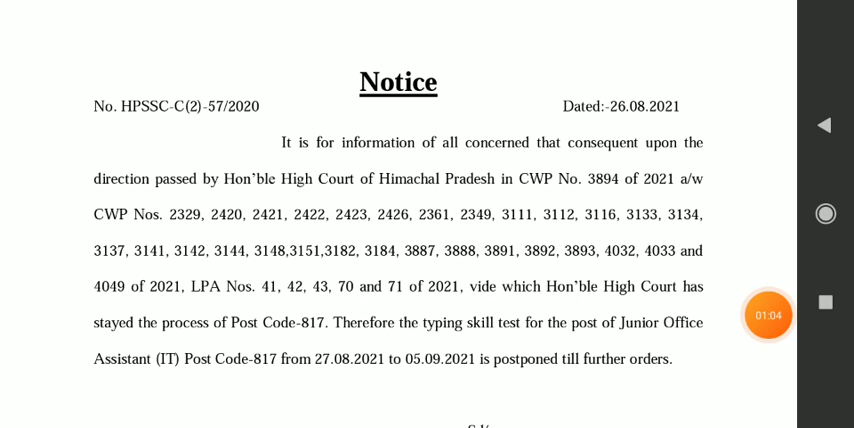 Notice
No. HPSSC-C(2)-57/2020 Dated:-26.08.2021
It is for information of all concerned that consequent upon the
direction passed by Hon’ble High Court of Himachal Pradesh in CWP No. 3894 of 2021 a/w
CWP Nos. 2329, 2420, 2421, 2422, 2423, 2426, 2361, 2349, 3111, 3112, 3116, 3133, 3134,
3137, 3141, 3142, 3144, 3148,3151,3182, 3184, 3887, 3888, 3891, 3892, 3893, 4032, 4033 and
4049 of 2021, LPA Nos. 41, 42, 43, 70 and 71 of 2021, vide which Hon’ble High Court has
stayed the process of Post Code-817. Therefore the typing skill test for the post of Junior Office
Assistant (IT) Post Code-817 from 27.08.2021 to 05.09.2021 is postponed till further orders.
01:04